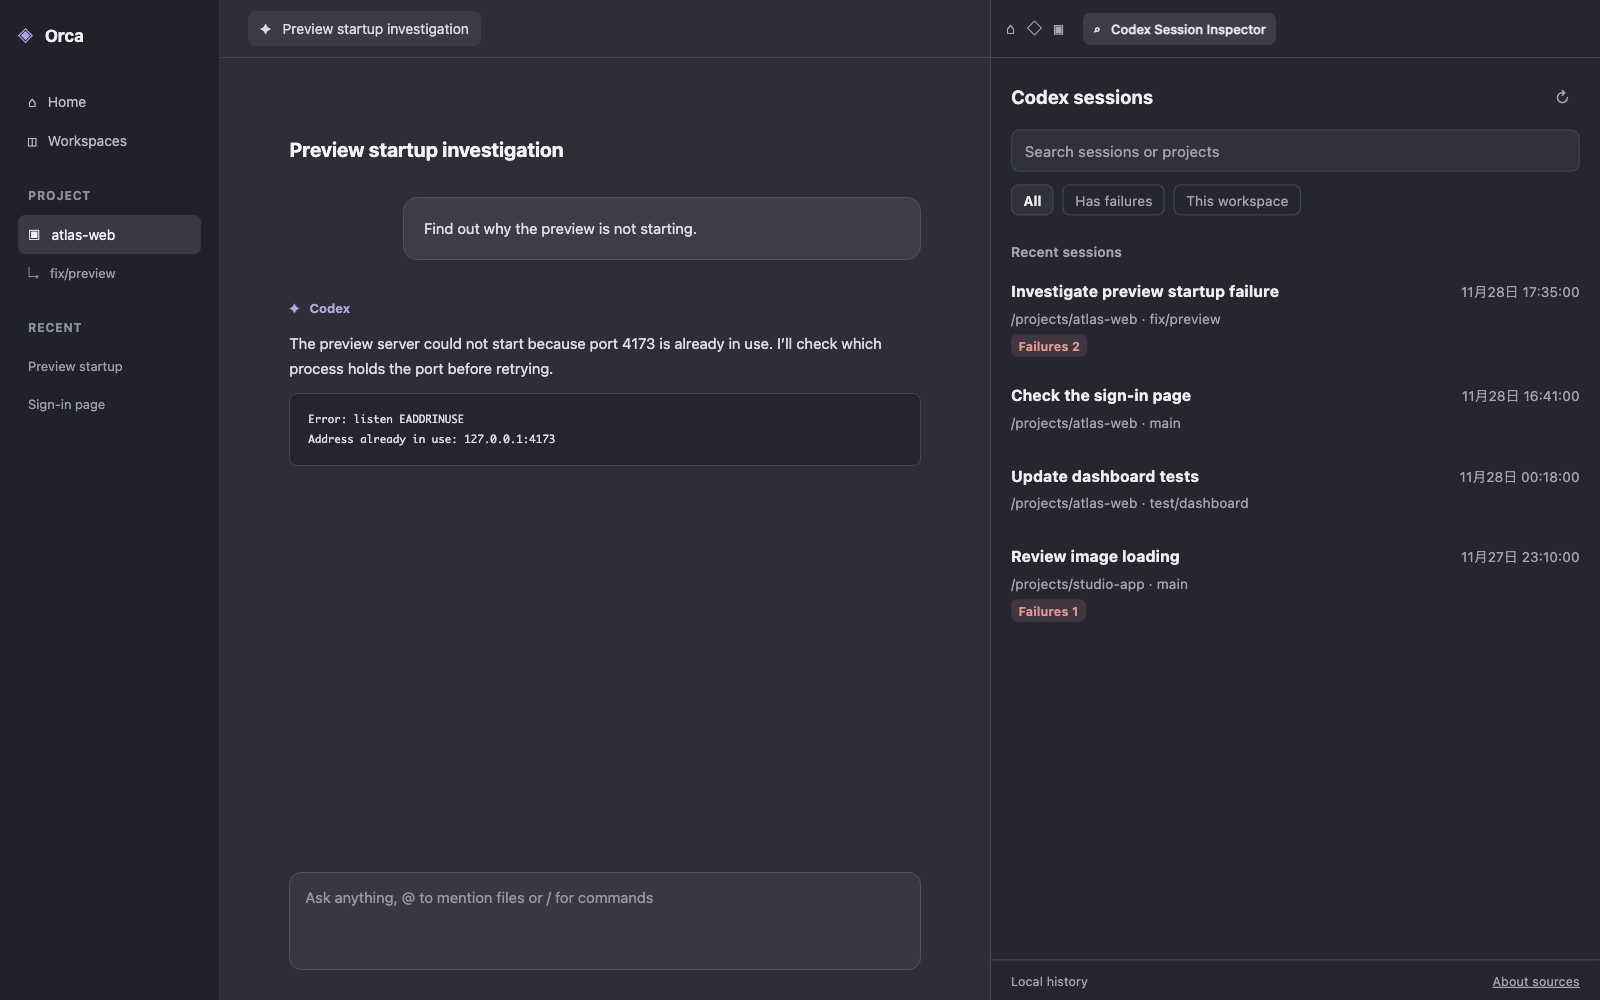 Orca
Home
Workspaces
PROJECT
atlas-web
fix/preview
RECENT
Preview startup
Sign-in page
Preview startup investigation
Preview startup investigation
Find out why the preview is not starting.
Codex
The preview server could not start because port 4173 is already in use. I’ll check which
process holds the port before retrying.
Error: listen EADDRINUSE
Address already in use: 127.0.0.1:4173
Ask anything, @ to mention files or / for commands
Codex Session Inspector
Codex sessions
Search sessions or projects
All
Has failures
This workspace
Recent sessions
Investigate preview startup failure
11月28日 17:35:00
/projects/atlas-web · fix/preview
Failures 2
Check the sign-in page
11月28日 16:41:00
/projects/atlas-web · main
Update dashboard tests
11月28日 00:18:00
/projects/atlas-web · test/dashboard
Review image loading
11月27日 23:10:00
/projects/studio-app · main
Failures 1
Local history
About sources